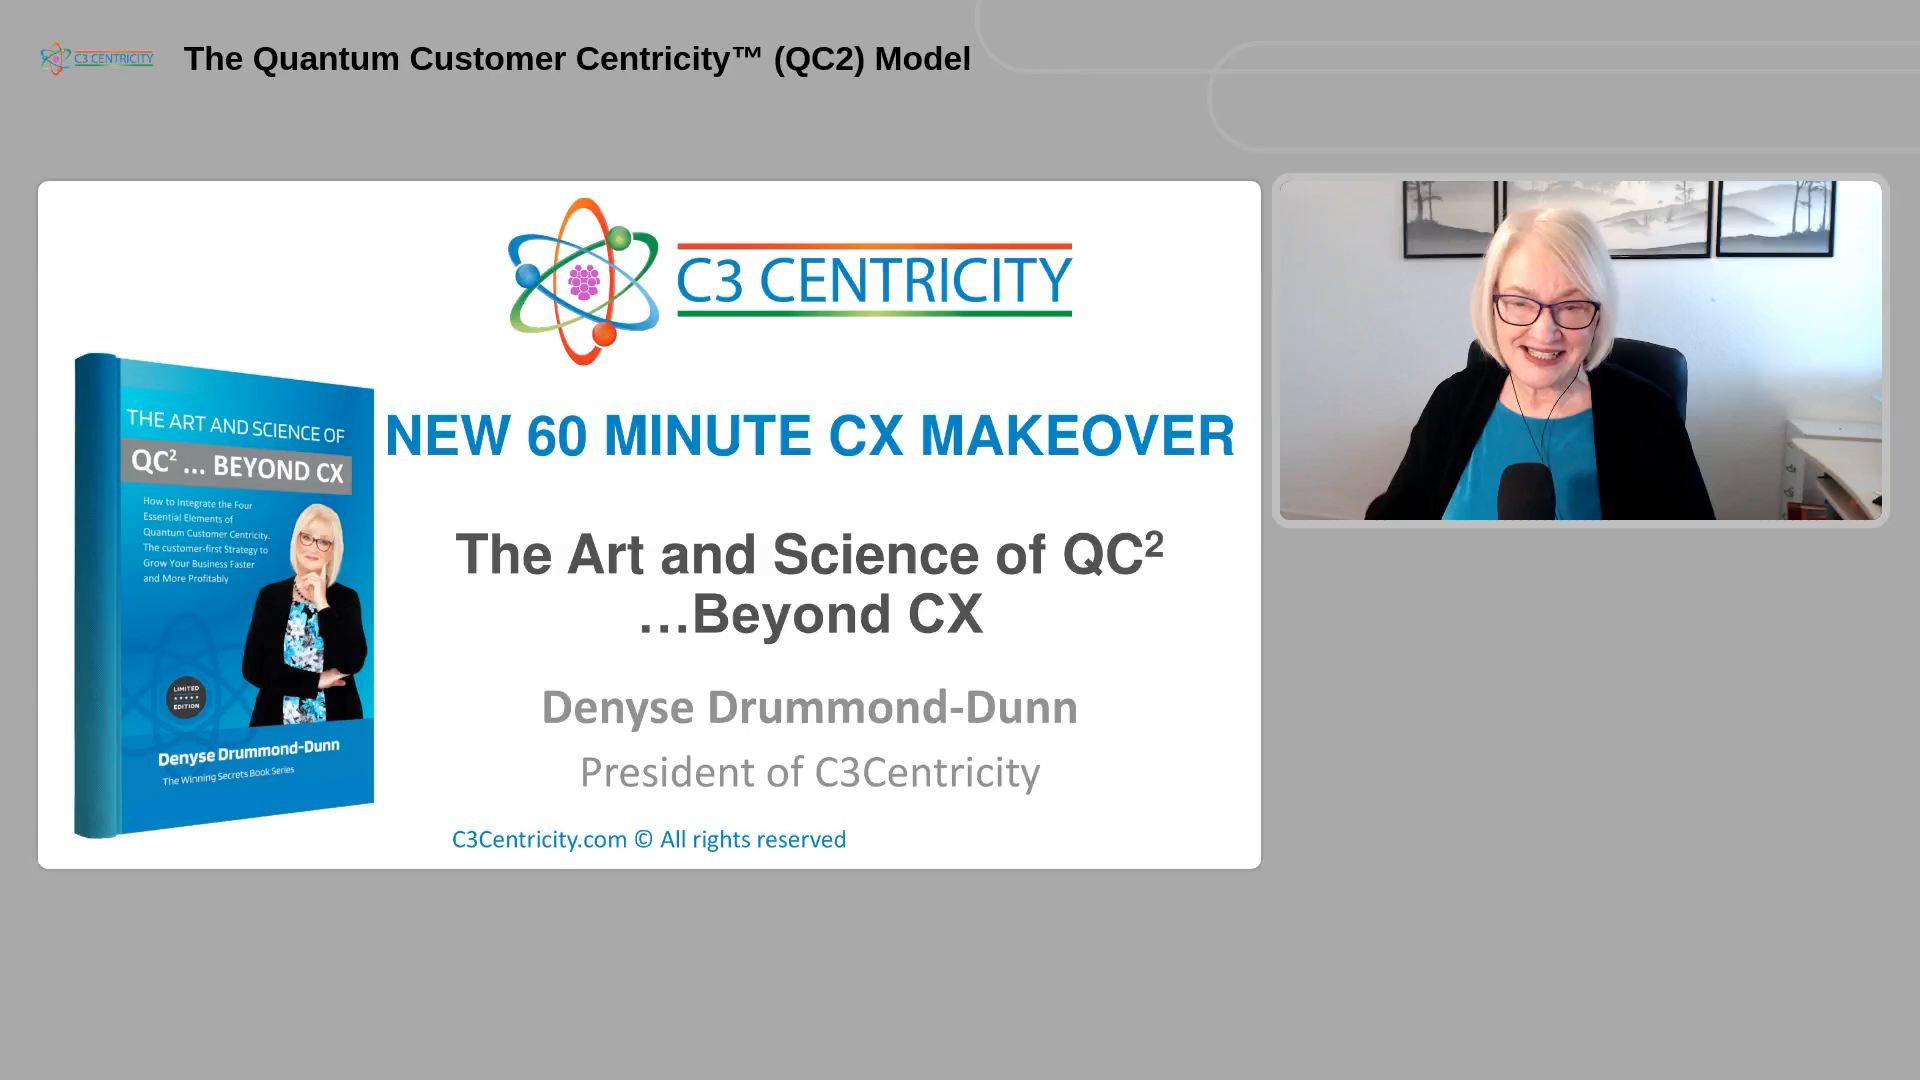 C3 CENTRICITY
The Quantum Customer Centricity™ (QC2) Model
C3 CENTRICITY
NEW 60 MINUTE CX MAKEOVER
The Art and Science of QC²
…Beyond CX
Denyse Drummond-Dunn
President of C3Centricity
C3Centricity.com © All rights reserved
THE ART AND SCIENCE OF
QC² ... BEYOND CX
How to Integrate the Four
Essential Elements of
Quantum Customer Centricity.
The customer-first Strategy to
Grow Your Business Faster
and More Profitably
LIMITED
★★★★★
EDITION
Denyse Drummond-Dunn
The Winning Secrets Book Series